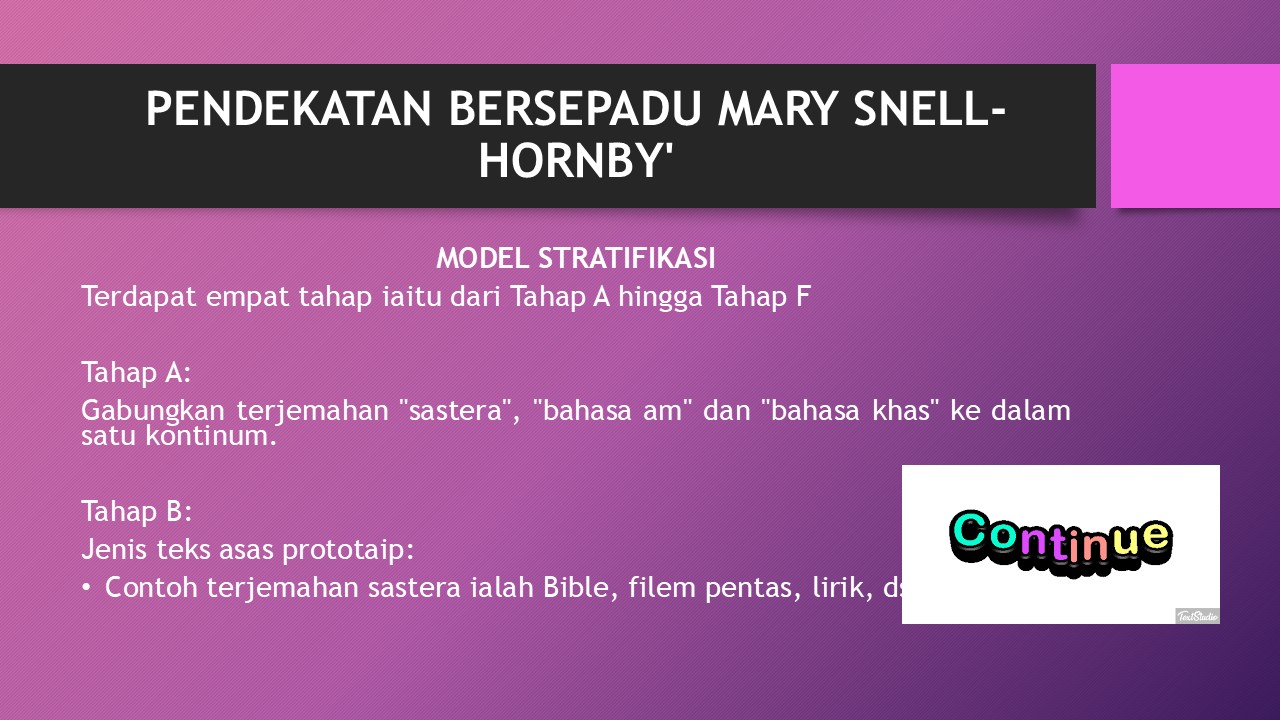 PENDEKATAN BERSEPADU MARY SNELL-
HORNBY'
MODEL STRATIFIKASI
Terdapat empat tahap iaitu dari Tahap A hingga Tahap F
Tahap A:
Gabungkan terjemahan "sastera", "bahasa am" dan "bahasa khas" ke dalam
satu kontinum.
Tahap B:
Jenis teks asas prototaip:
• Contoh terjemahan sastera ialah Bible, filem pentas, lirik,
Continue
TextStudio